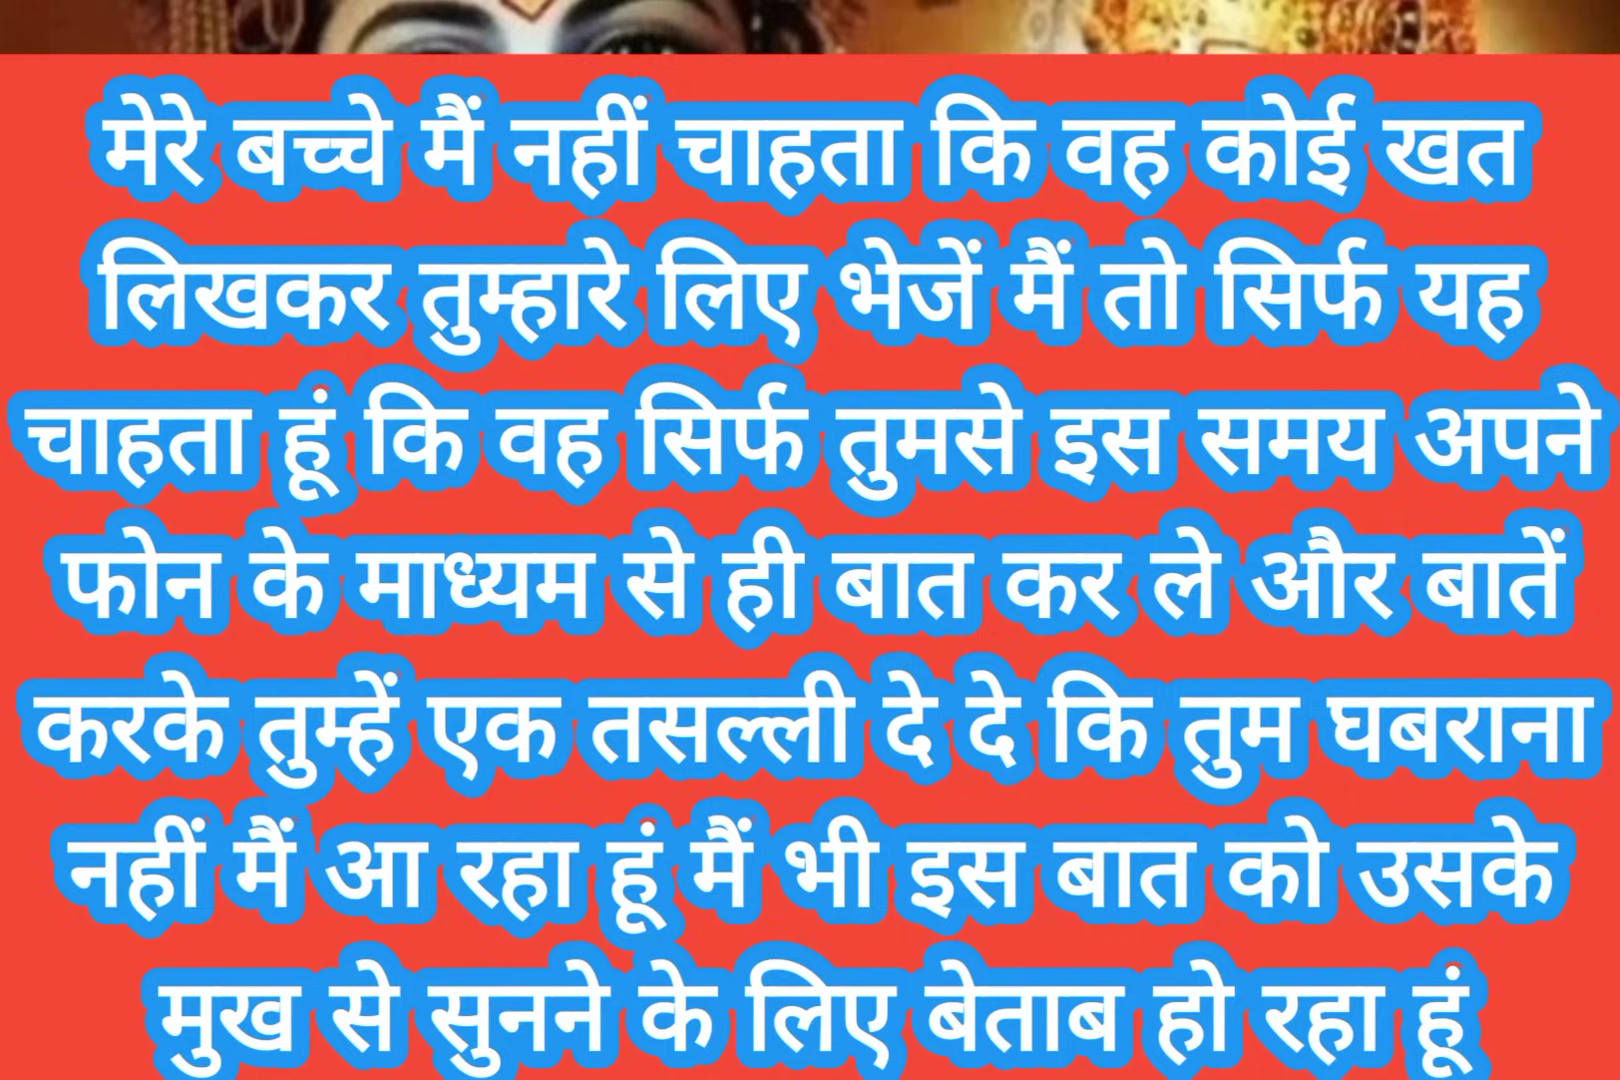 मेरे बच्चे मैं नहीं चाहता कि वह कोई खत
लिखकर तुम्हारे लिए भेजें मैं तो सिर्फ यह
चाहता हूं कि वह सिर्फ तुमसे इस समय अपने
फोन के माध्यम से ही बात कर ले और बातें
करके तुम्हें एक तसल्ली दे दे कि तुम घबराना
नहीं मैं आ रहा हूं मैं भी इस बात को उसके
मुख से सुनने के लिए बेताब हो रहा हूं